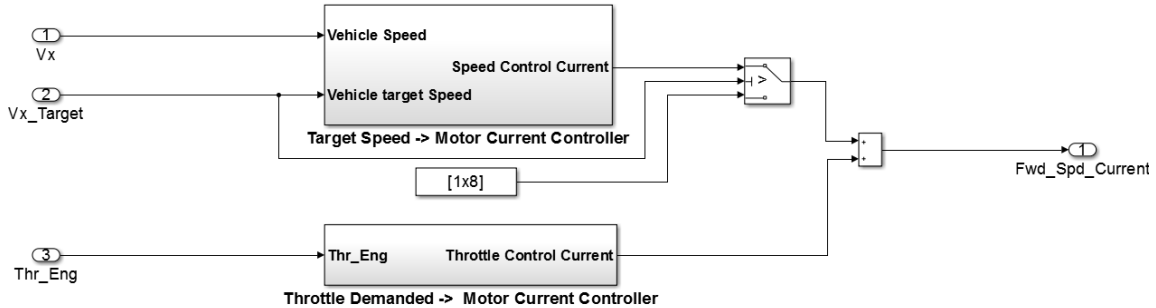 1
Vx
Vehicle Speed
Speed Control Current
2
Vx_Target
Vehicle target Speed
Target Speed -> Motor Current Controller
>
[1x8]
+
+
1
Fwd_Spd_Current
3
Thr_Eng
Thr_Eng
Throttle Control Current
Throttle Demanded -> Motor Current Controller